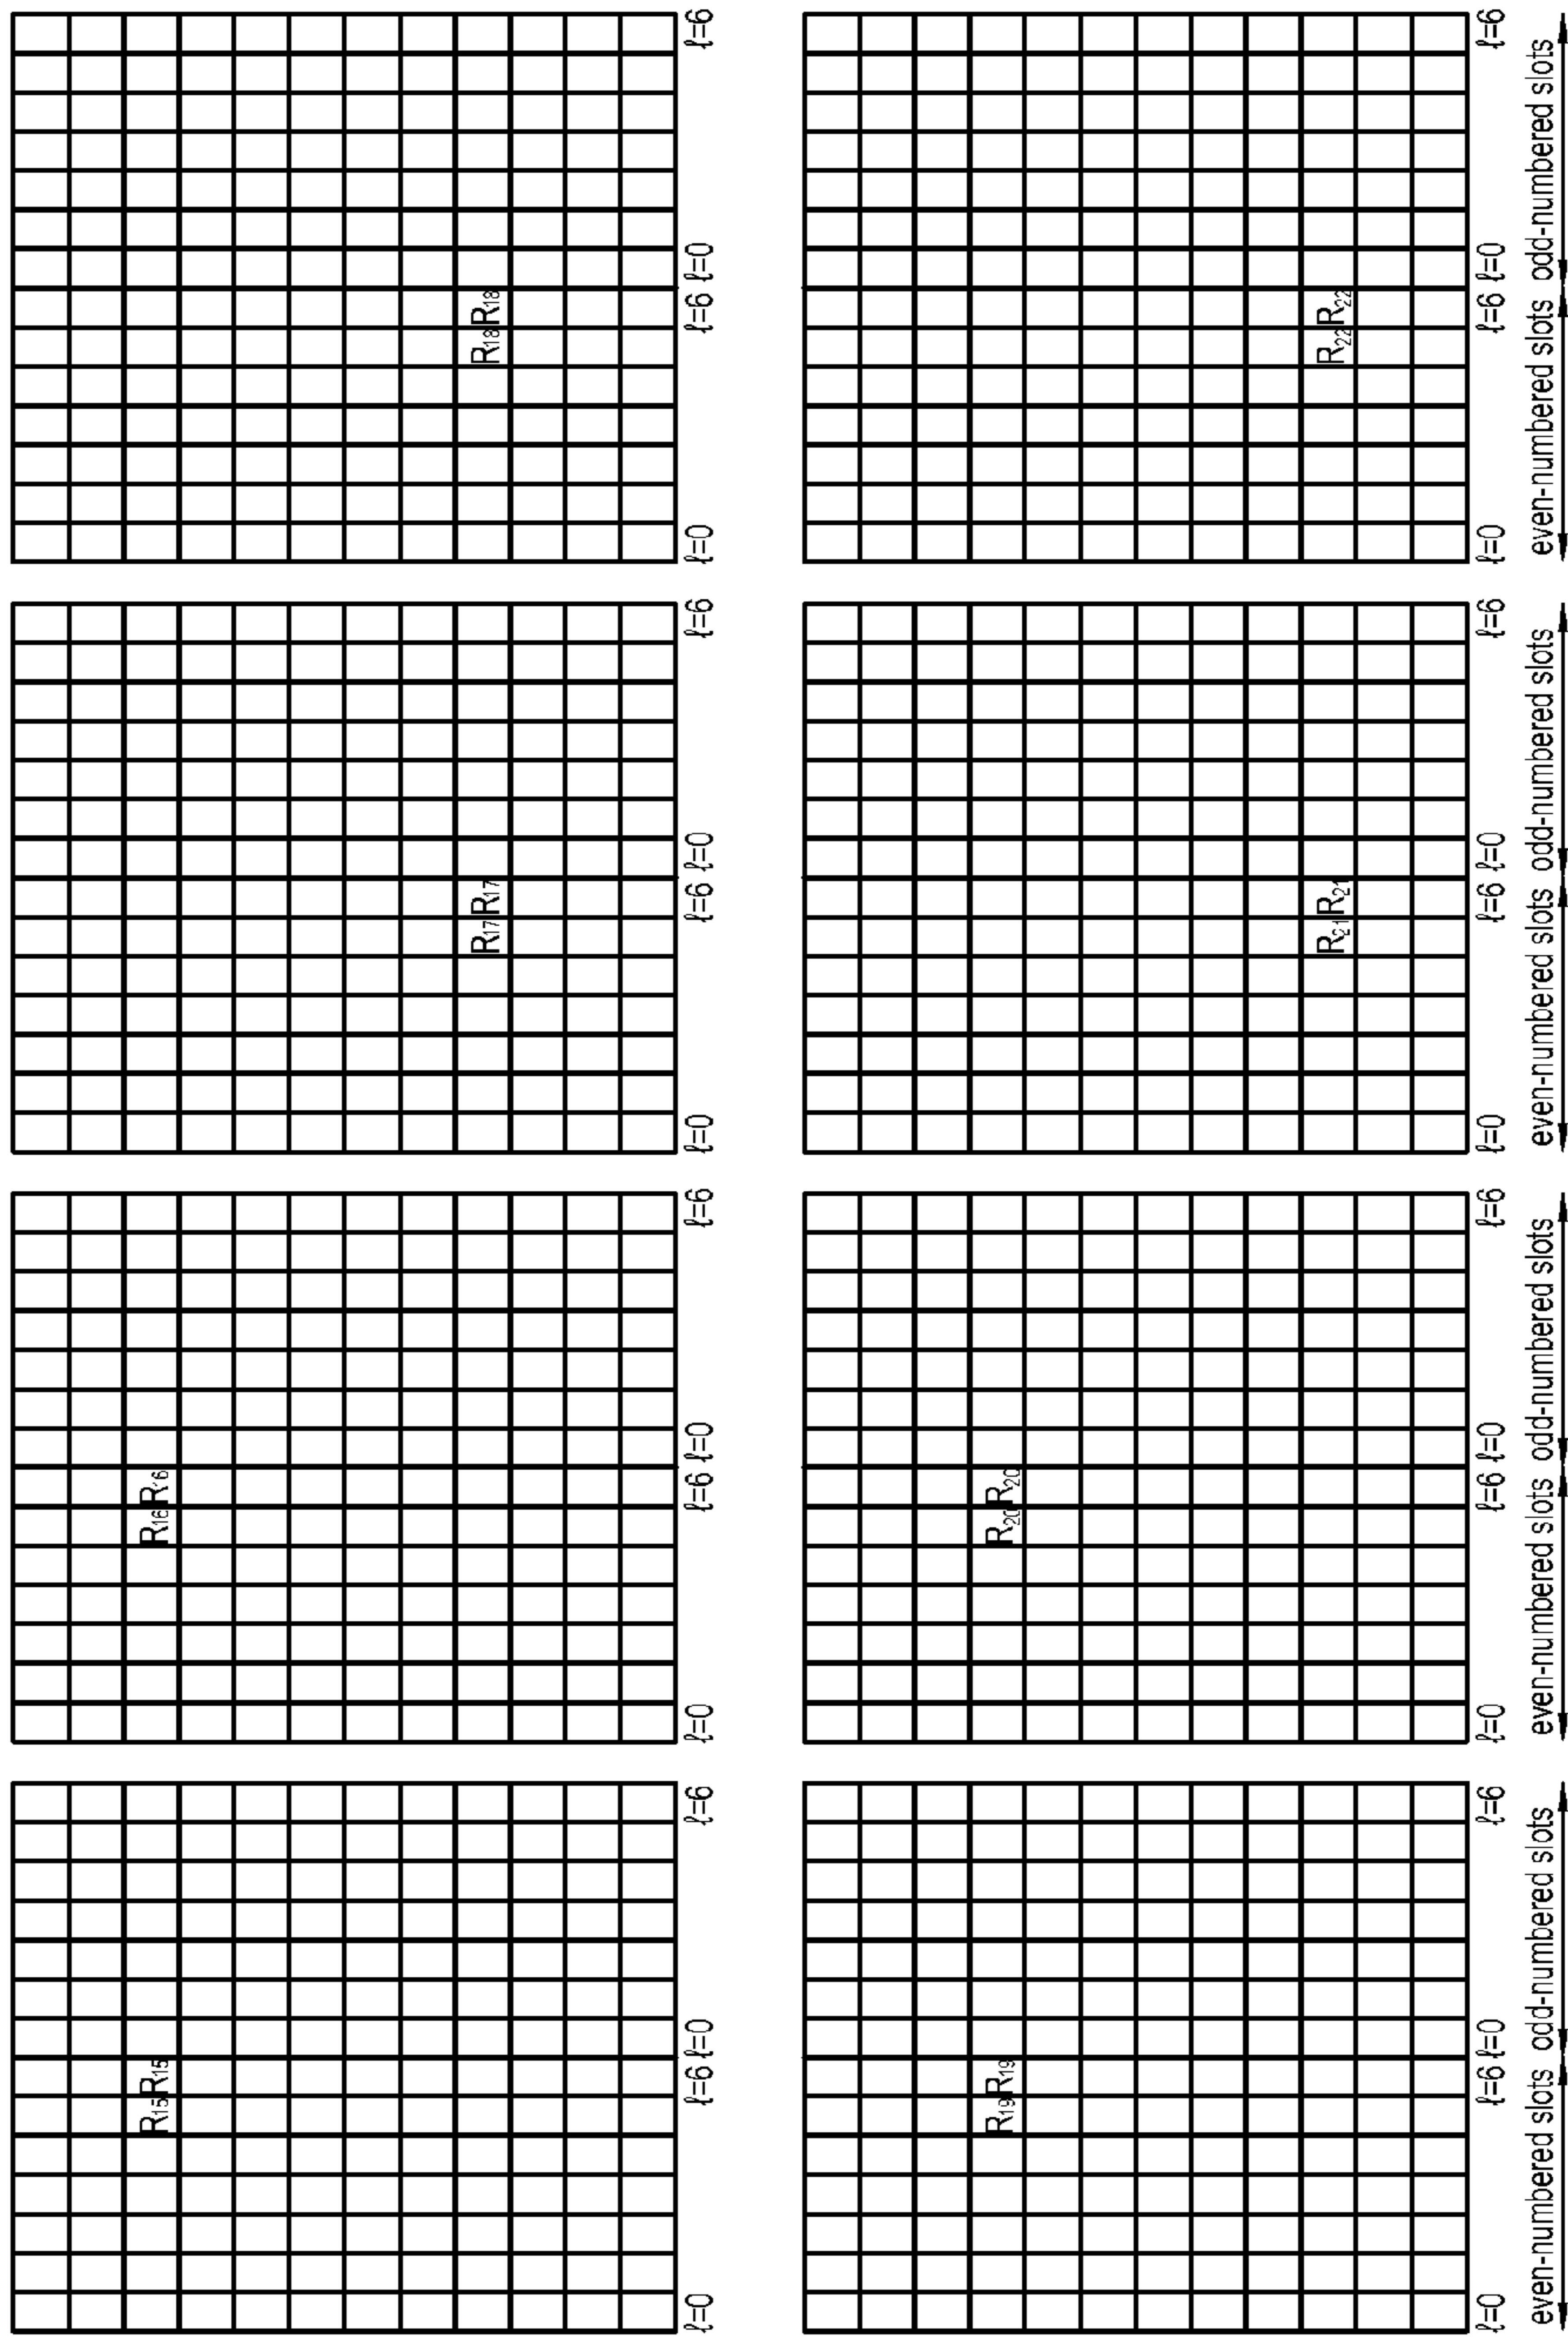 R15 R15 R16 R16
R17 R17 R18 R18
ℓ=0 ℓ=6 ℓ=0 ℓ=6 ℓ=0 ℓ=6 ℓ=0 ℓ=6 ℓ=0 ℓ=6 ℓ=0 ℓ=6 ℓ=0 ℓ=6 ℓ=0 ℓ=6
R19 R19 R20 R20
R21 R21 R22 R22
ℓ=0 ℓ=6 ℓ=0 ℓ=6 ℓ=0 ℓ=6 ℓ=0 ℓ=6 ℓ=0 ℓ=6 ℓ=0 ℓ=6 ℓ=0 ℓ=6 ℓ=0 ℓ=6
even-numbered slots odd-numbered slots even-numbered slots odd-numbered slots even-numbered slots odd-numbered slots even-numbered slots odd-numbered slots